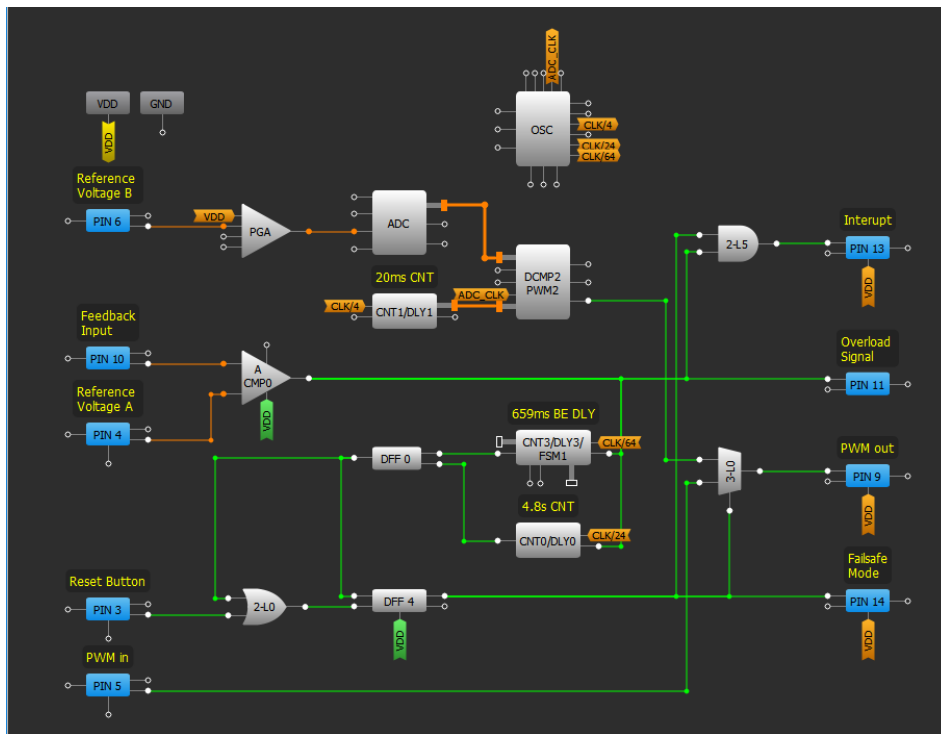 ADC_CLK
VDD
GND
OSC
CLK/4
VDD
CLK/24
CLK/64
Reference
Voltage B
PIN 6
VDD
PGA
ADC
2-L5
Interupt
PIN 13
20ms CNT
DCMP2
PWM2
ADC_CLK
CLK/4
CNT1/DLY1
VDD
Feedback
Input
PIN 10
A
CMP0
Overload
Signal
PIN 11
Reference
Voltage A
PIN 4
VDD
659ms BE DLY
CNT3/DLY3/
FSM1
CLK/64
DFF 0
3-L0
PWM out
PIN 9
4.8s CNT
CNT0/DLY0
CLK/24
VDD
Failsafe
Mode
Reset Button
PIN 3
2-L0
DFF 4
PIN 14
VDD
VDD
PWM in
PIN 5